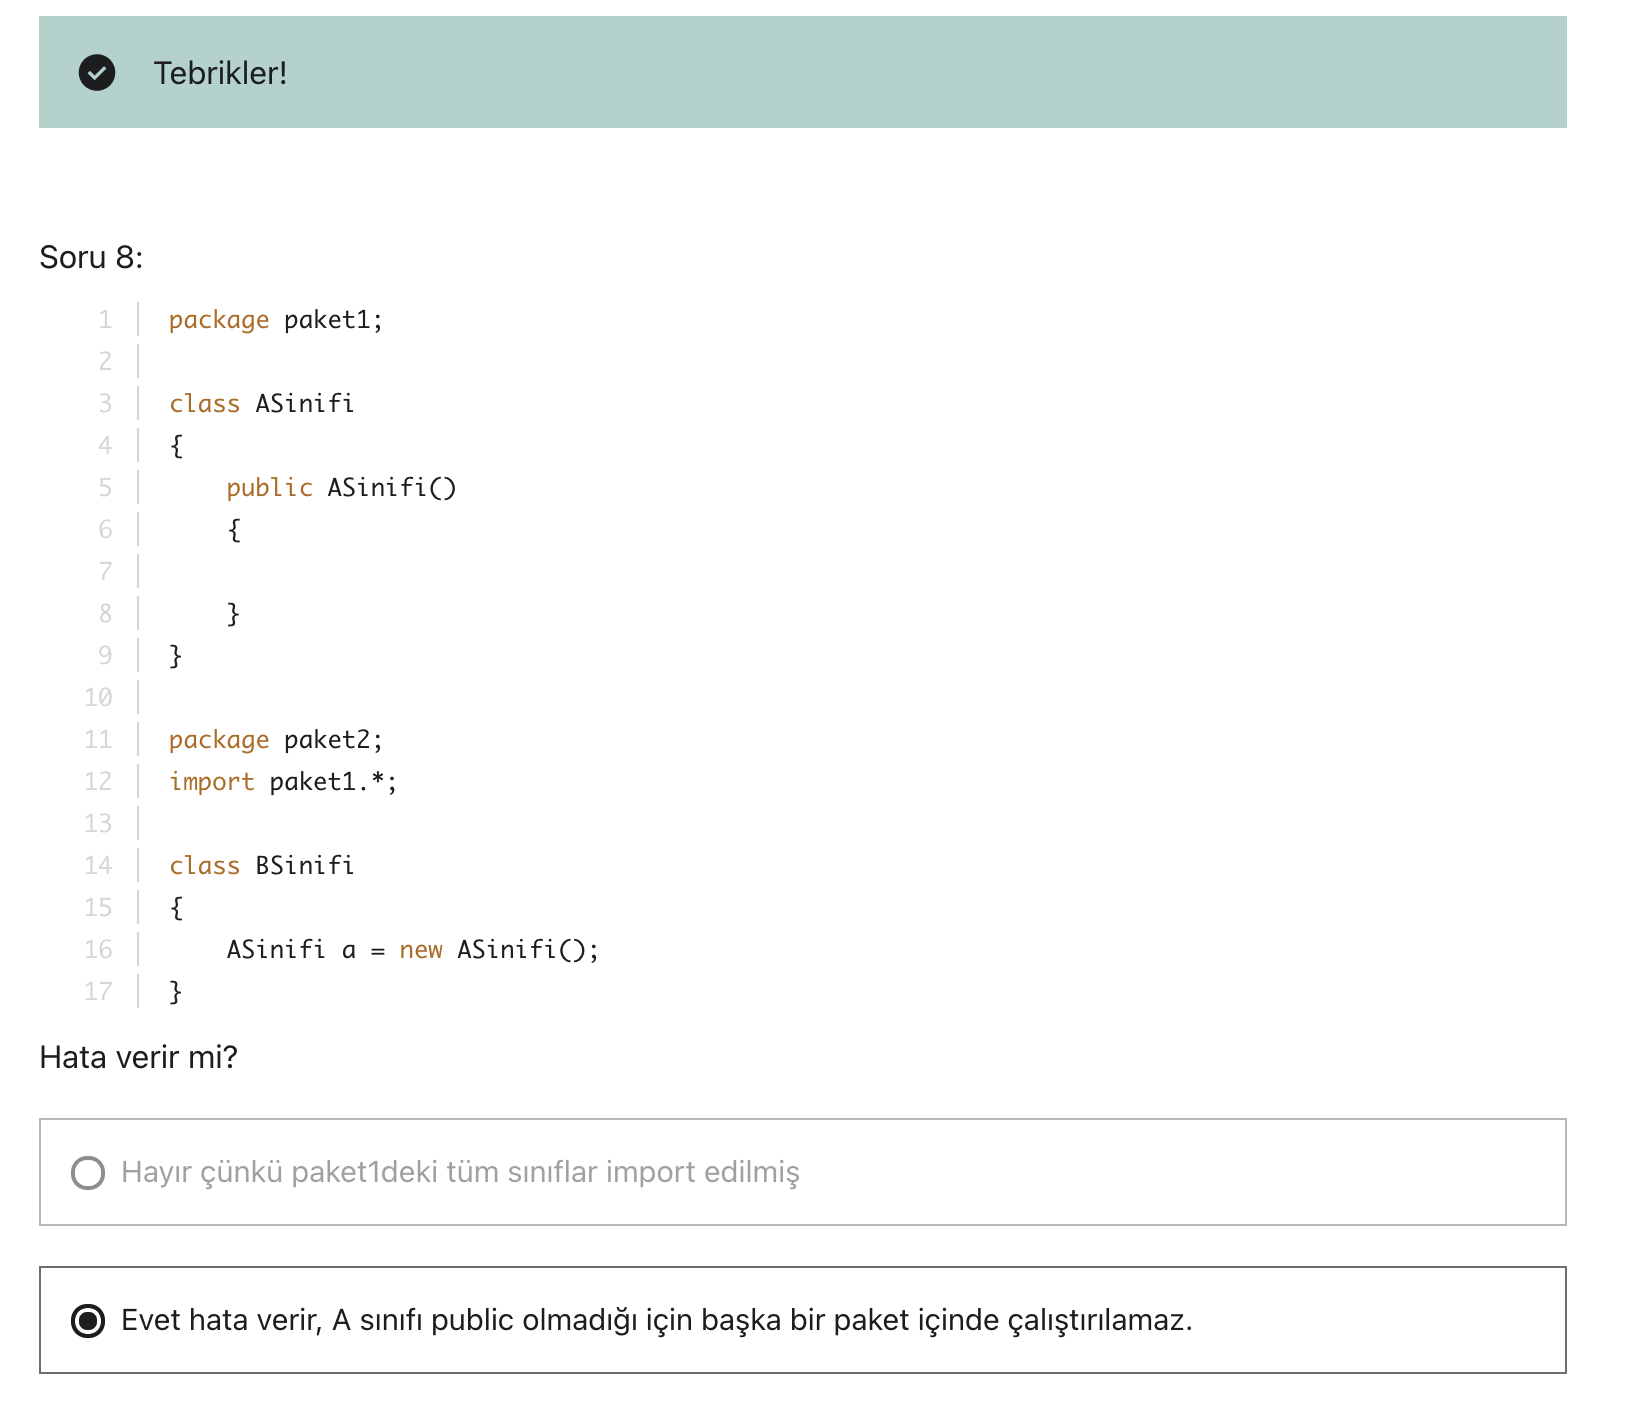 Tebrikler!
Soru 8:
1 package paket1;
2
3 class ASinifi
4 {
5 public ASinifi()
6 {
7
8 }
9 }
10
11 package paket2;
12 import paket1.*;
13
14 class BSinifi
15 {
16 ASinifi a = new ASinifi();
17 }
Hata verir mi?
Hayır çünkü paket1deki tüm sınıflar import edilmiş
Evet hata verir, A sınıfı public olmadığı için başka bir paket içinde çalıştırılamaz.